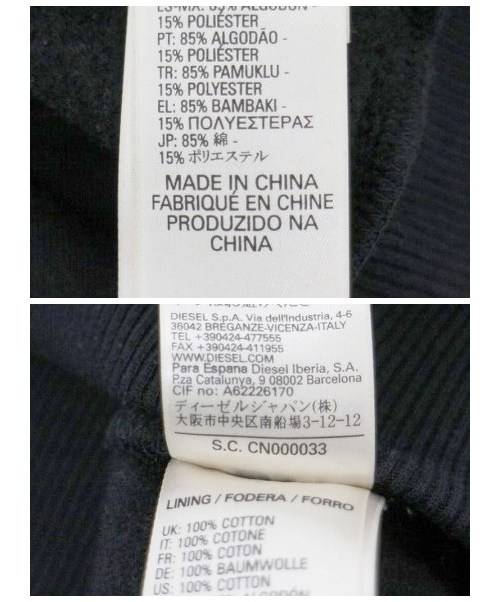 ES-MX: 85% ALGODÓN -
15% POLIÉSTER
PT: 85% ALGODÃO -
15% POLIÉSTER
TR: 85% PAMUKLU -
15% POLYESTER
EL: 85% BAMBAKI -
15% ΠΟΛΥΕΣΤΕΡΑΣ
JP: 85% 綿 -
15% ポリエステル
MADE IN CHINA
FABRIQUÉ EN CHINE
PRODUZIDO NA
CHINA
DIESEL S.p.A. Via dell'Industria, 4-6
36042 BREGANZE-VICENZA-ITALY
TEL +390424-477555
FAX +390424-411955
WWW.DIESEL.COM
Para Espana Diesel Iberia, S.A.
P.za Catalunya, 9 08002 Barcelona
CIF no: A62226170
ディーゼルジャパン(株)
大阪市中央区南船場3-12-12
S.C. CN000033
LINING / FODERA / FORRO
UK: 100% COTTON
IT: 100% COTONE
FR: 100% COTON
DE: 100% BAUMWOLLE
US: 100% COTTON